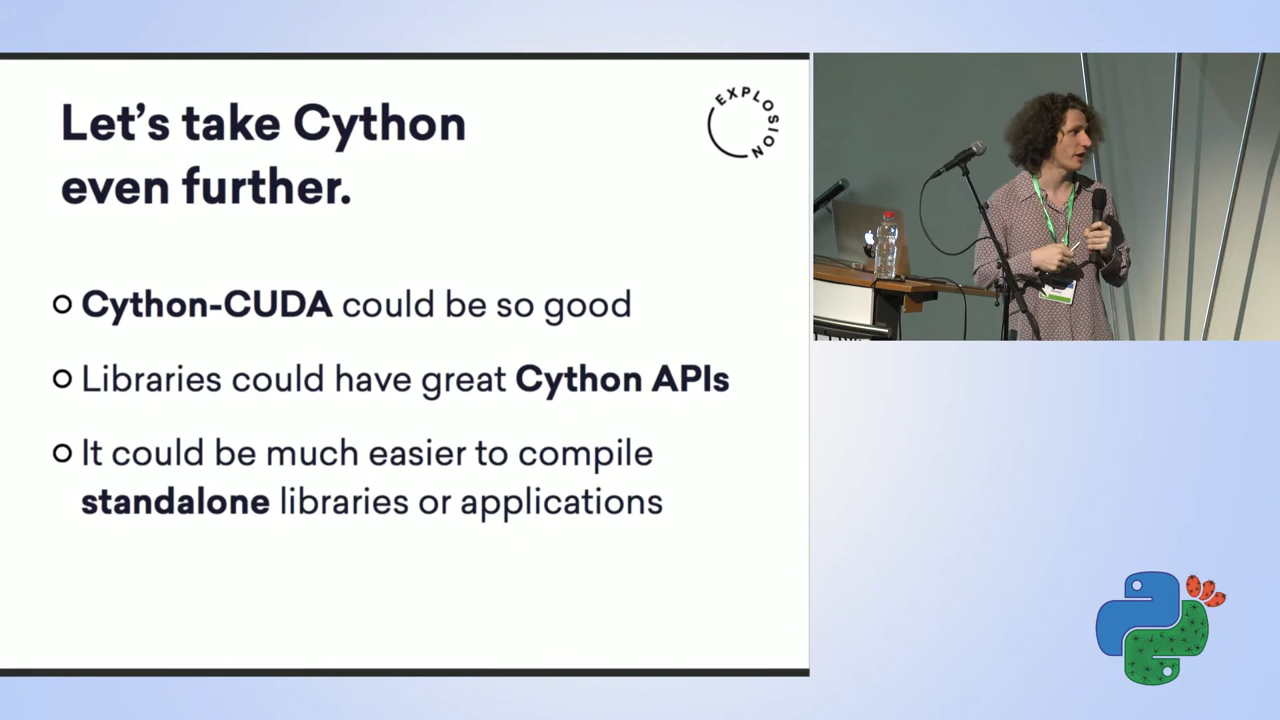 Let's take Cython
even further.
EXPLOSION
Cython-CUDA could be so good
Libraries could have great Cython APIs
It could be much easier to compile
standalone libraries or applications